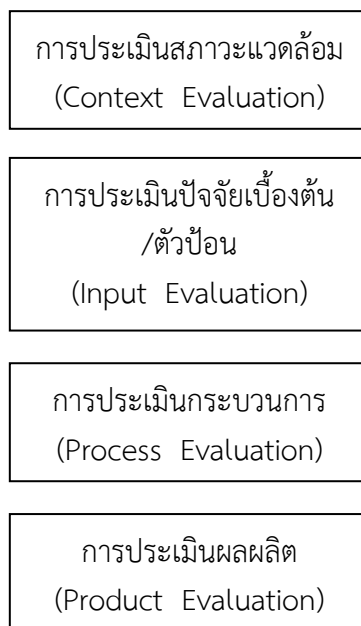 การประเมินสภาวะแวดล้อม
(Context Evaluation)
การประเมินปัจจัยเบื้องต้น
/ตัวป้อน
(Input Evaluation)
การประเมินกระบวนการ
(Process Evaluation)
การประเมินผลผลิต
(Product Evaluation)